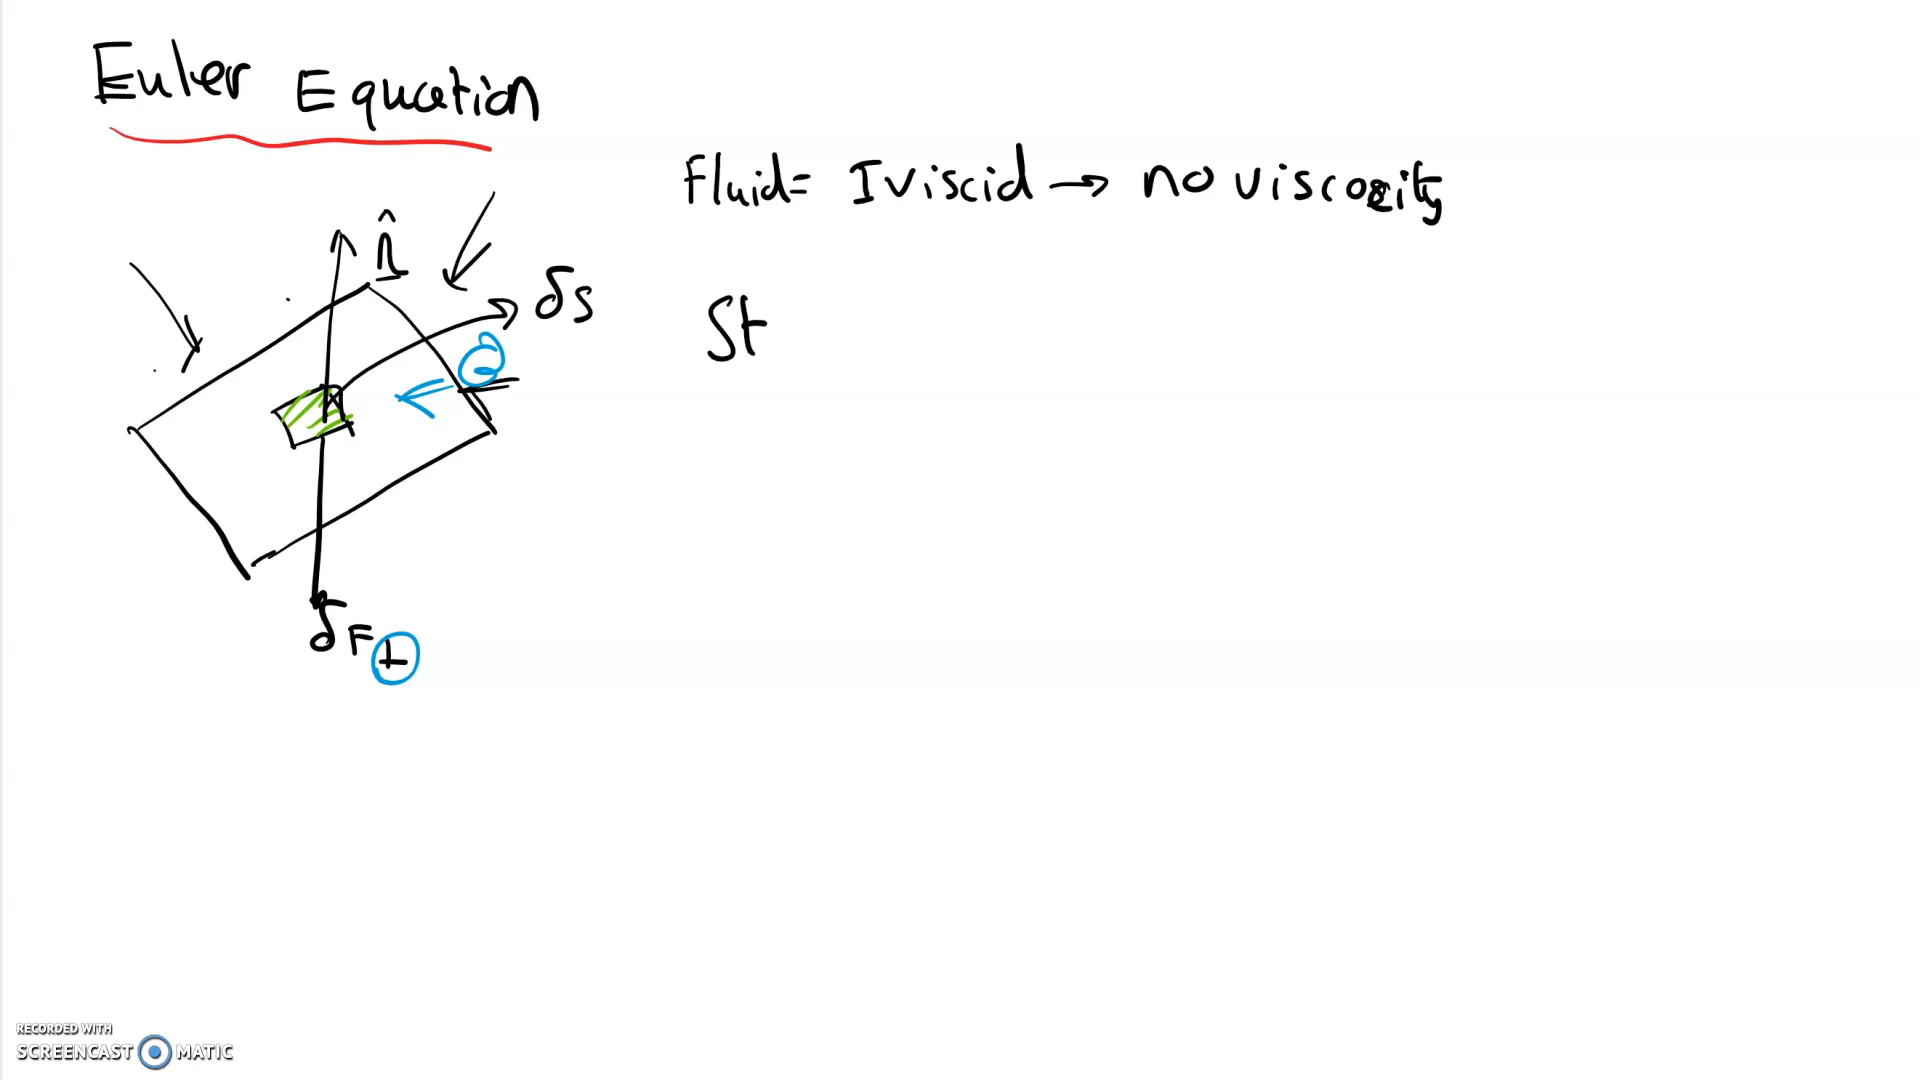 Euler Equation
Fluid= Iviscid → no viscosity
n̂
δs
St
Q
δF⊥
RECORDED WITH
SCREENCAST MATIC